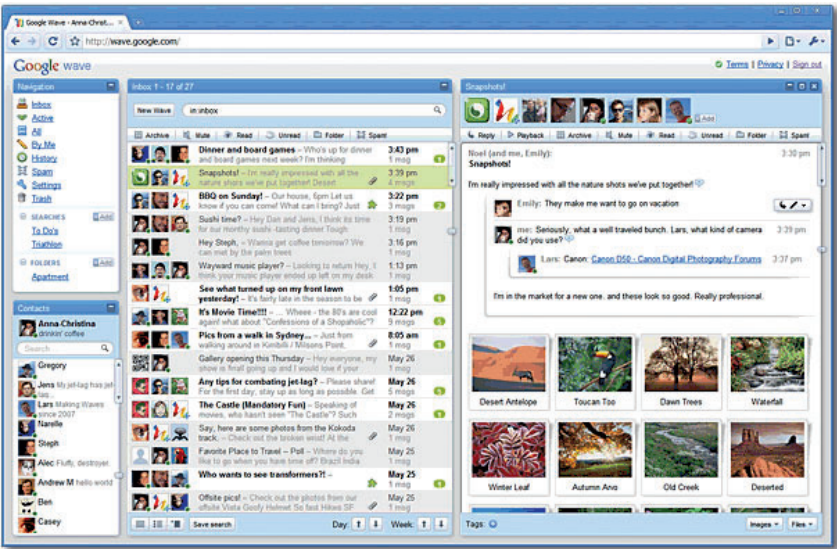 Google Wave - Anna-Christ...
http://wave.google.com/
Google wave
Terms | Privacy | Sign out
Navigation
Inbox
Active
All
By Me
History
Spam
Settings
Trash
SEARCHES
Add
To Do's
Triathlon
FOLDERS
Add
Apartment
Contacts
Anna-Christina
drinkin' coffee
Search
Gregory
Jens My jet-lag has jet-lag...
Lars Making Waves since 2007
Narelle
Steph
Alec Fluffy, destroyer.
Andrew M hello world
Ben
Casey
Inbox 1 - 17 of 27
New Wave
in:inbox
Archive Mute Read Unread Folder Spam
Dinner and board games – Who's up for dinner 3:43 pm
and board games next week? I'm thinking 1 msg
Snapshots! – I'm really impressed with all the 3:39 pm
nature shots we've put together! Desert 4 msgs
BBQ on Sunday! – Our house, 6pm Let us 3:22 pm
know if you can come! What can I bring? Just 3 msgs 2
Sushi time? – Hey Dan and Jens, I think its time 3:19 pm
for our monthy sushi-tasting dinner Tough 1 msg
Hey Steph, – Wanna get coffee tomorrow? We 3:16 pm
can met by the palm trees 1 msg
Wayward music player? – Looking to return Hey, I 1:13 pm
think your music player ended up left on my desk 1 msg
See what turned up on my front lawn 1:05 pm
yesterday! – It's fairly late in the season to be 1 msg
It's Movie Time!!!! – ... Where - the 80's are cool 12:22 pm
again! what about "Confessions of a Shopaholic"? 9 msgs
Pics from a walk in Sydney... – Just from 8:05 am
walking around in Kirribilli / Milsons Point. 1 msg
Gallery opening this Thursday – Hey everyone, my May 26
show is finall going up and I would love if your 1 msg
Any tips for combating jet-lag? – Please share! May 26
For the first day, stay up as long as possible. Get 5 msgs
The Castle (Mandatory Fun) – Speaking of May 26
movies, who hasn't seen "The Castle"? Such 2 msgs
Say, here are some photos from the Kokoda May 26
track. – Check out the broken wrist! At the 1 msg
Favorite Place to Travel – Poll – Where do you May 25
like to go when you have time off? Brazil India 1 msg
Who wants to see transformers?! – May 25
1 msg
Offsite pics! – Check out the photos from our May 25
offsite Vista Goofy Helmet So fast Hikes SF 1 msg
Save search
Day: Week:
Snapshots!
Add
Reply Playback Archive Mute Read Unread Folder Spam
Noel (and me, Emily): 3:30 pm
Snapshots!
I'm really impressed with all the nature shots we've put together!
Emily: They make me want to go on vacation
me: Seriously, what a well traveled bunch. Lars, what kind of camera 3:39 pm
did you use?
Lars: Canon: Canon D50 - Canon Digital Photography Forums 3:37 pm
I'm in the market for a new one. and these look so good. Really professional.
Desert Antelope
Toucan Too
Dawn Trees
Waterfall
Winter Leaf
Autumn Arvo
Old Creek
Deserted
Tags:
Images
Files